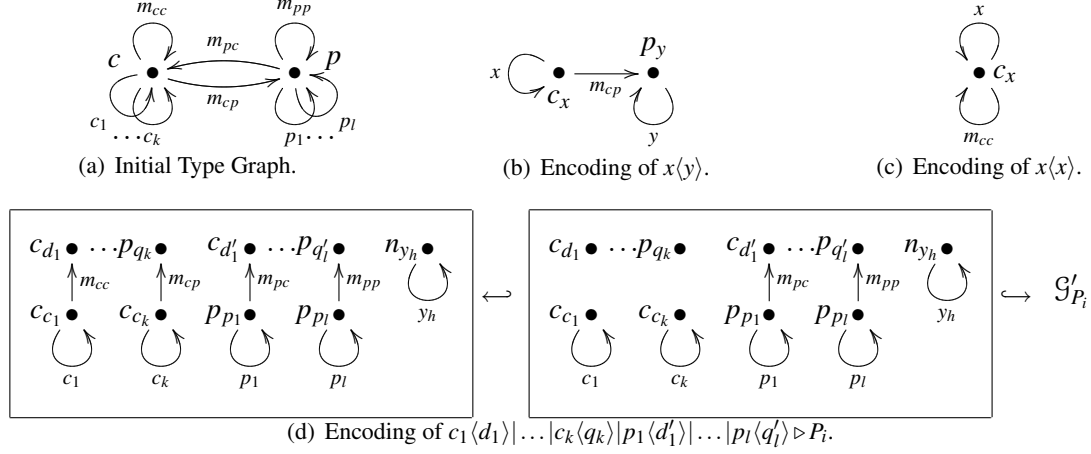 m_cc m_pp x
c m_pc p p_y c_x
x c_x m_cp
m_cp y m_cc
c_1 …c_k p_1 … p_l
(a) Initial Type Graph. (b) Encoding of x⟨y⟩. (c) Encoding of x⟨x⟩.
c_{d_1} …p_{q_k} c_{d'_1} …p_{q'_l} n_{y_h} c_{d_1} …p_{q_k} c_{d'_1} …p_{q'_l} n_{y_h}
m_cc m_cp m_pc m_pp m_pc m_pp
y_h ↩ y_h ↪ 𝒢'_{P_i}
c_{c_1} c_{c_k} p_{p_1} p_{p_l} c_{c_1} c_{c_k} p_{p_1} p_{p_l}
c_1 c_k p_1 p_l c_1 c_k p_1 p_l
(d) Encoding of c_1⟨d_1⟩|…|c_k⟨q_k⟩|p_1⟨d'_1⟩|…|p_l⟨q'_l⟩ ▷ P_i.